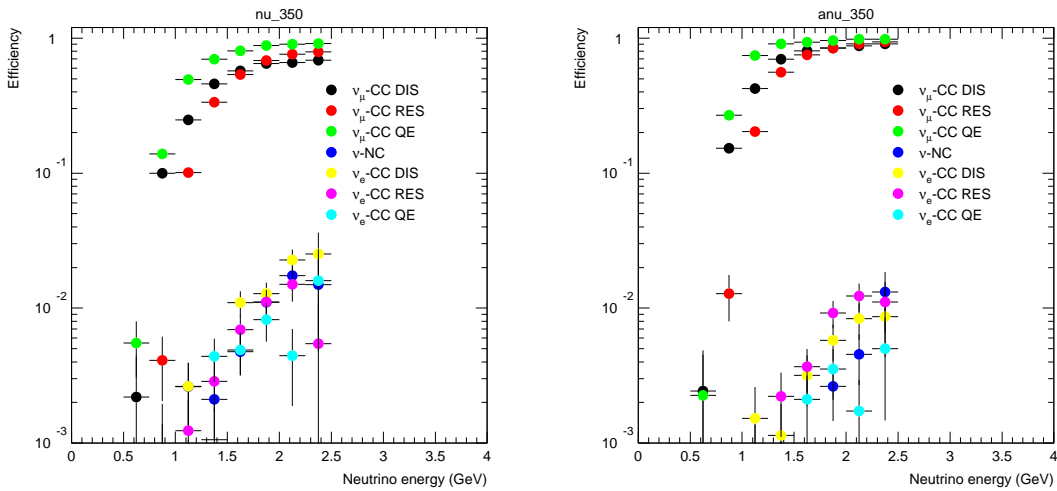 nu_350
Efficiency
1
10⁻¹
10⁻²
10⁻³
ν_μ-CC DIS
ν_μ-CC RES
ν_μ-CC QE
ν-NC
ν_e-CC DIS
ν_e-CC RES
ν_e-CC QE
0 0.5 1 1.5 2 2.5 3 3.5 4
Neutrino energy (GeV)
anu_350
Efficiency
1
10⁻¹
10⁻²
10⁻³
ν_μ-CC DIS
ν_μ-CC RES
ν_μ-CC QE
ν-NC
ν_e-CC DIS
ν_e-CC RES
ν_e-CC QE
0 0.5 1 1.5 2 2.5 3 3.5 4
Neutrino energy (GeV)